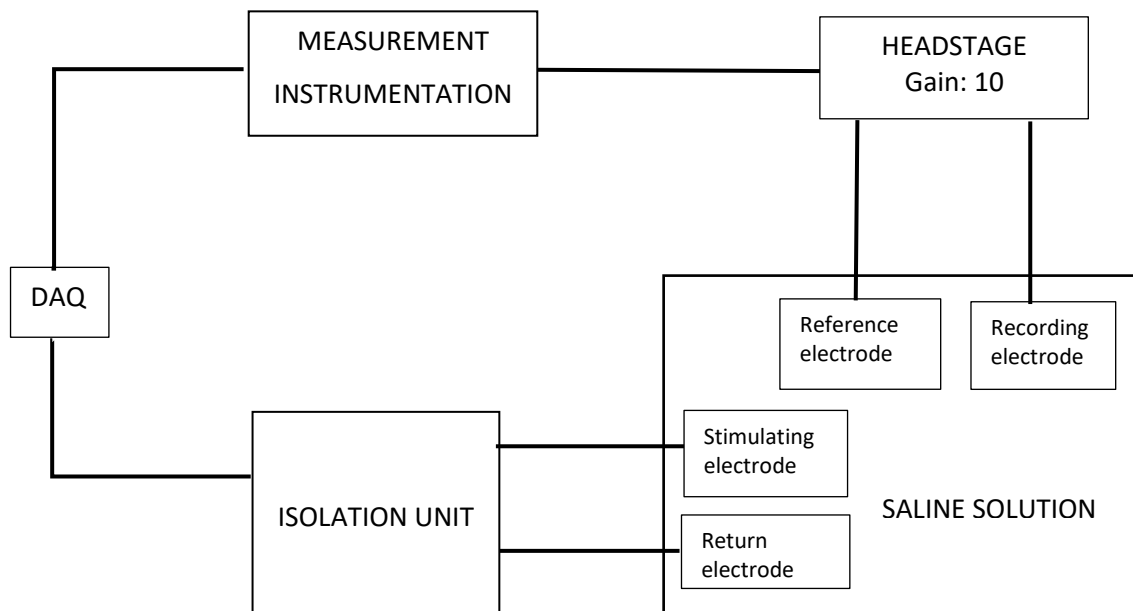 MEASUREMENT
INSTRUMENTATION
HEADSTAGE
Gain: 10
DAQ
Reference
electrode
Recording
electrode
Stimulating
electrode
ISOLATION UNIT
SALINE SOLUTION
Return
electrode